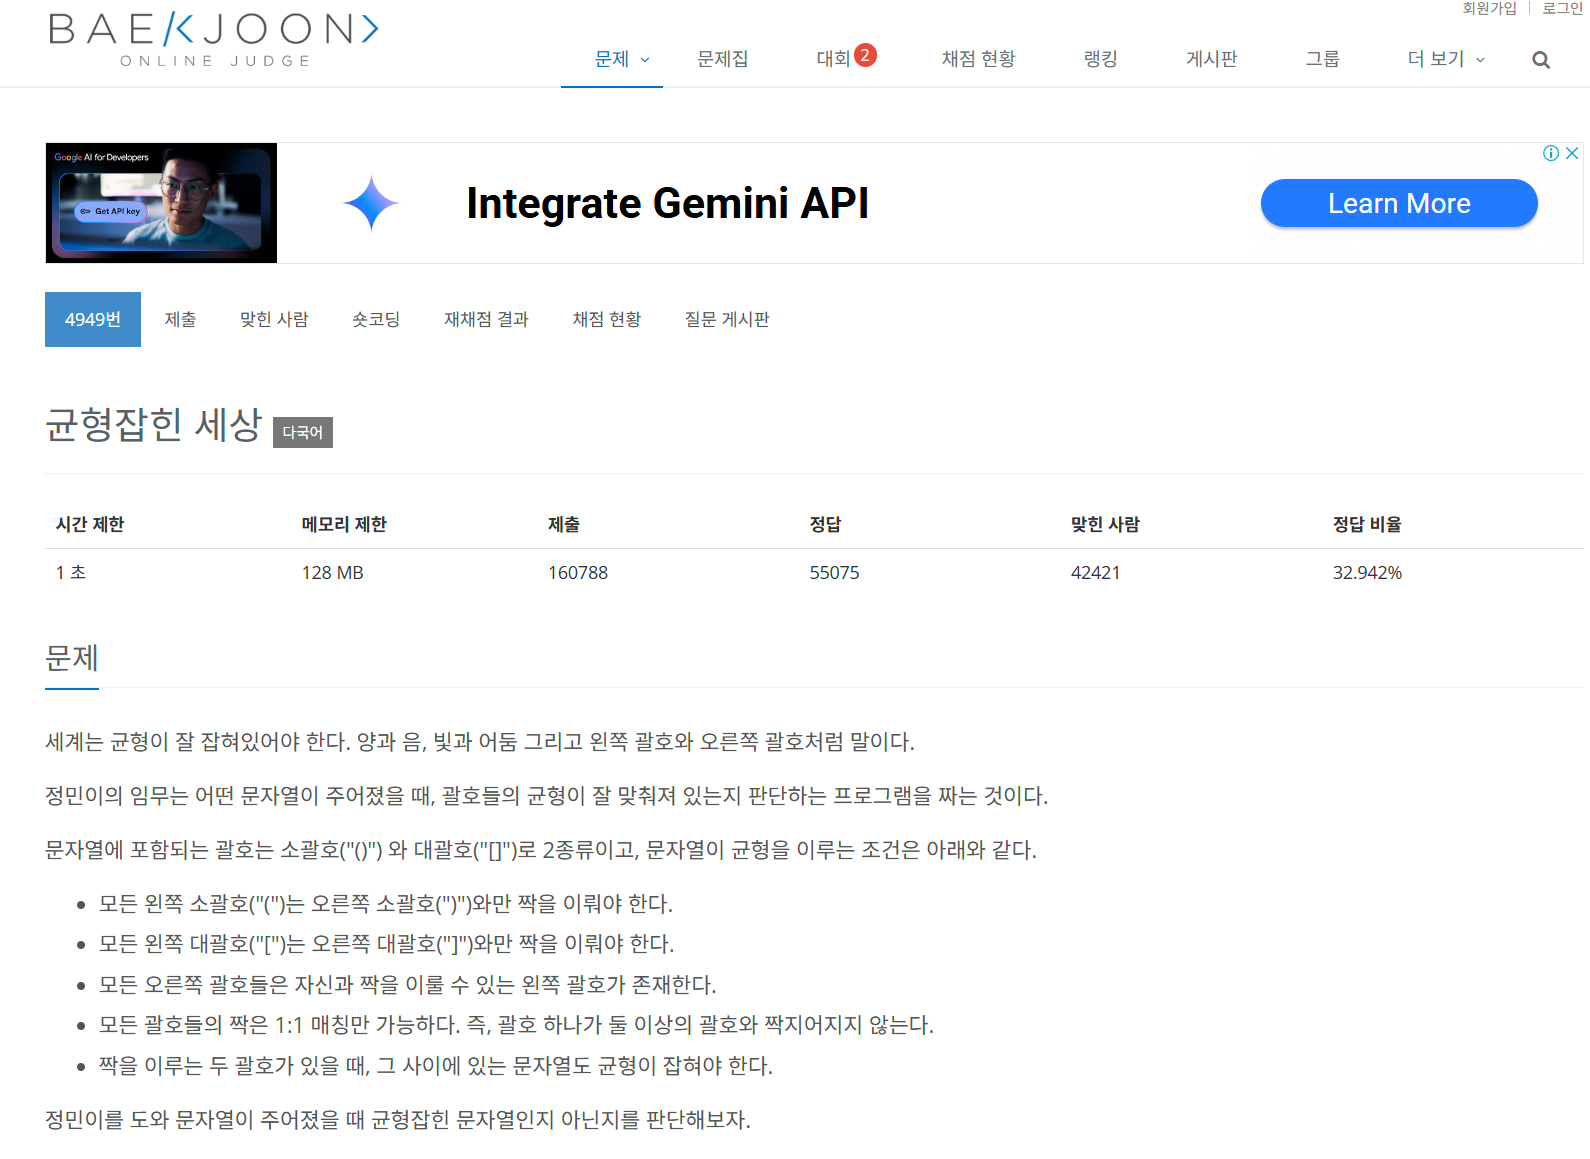 회원가입 로그인
BAEKJOON
ONLINE JUDGE
문제 문제집 대회 2 채점 현황 랭킹 게시판 그룹 더 보기
Google AI for Developers
Get API key
Integrate Gemini API
Learn More
4949번 제출 맞힌 사람 숏코딩 재채점 결과 채점 현황 질문 게시판
균형잡힌 세상 다국어
시간 제한 메모리 제한 제출 정답 맞힌 사람 정답 비율
1 초 128 MB 160788 55075 42421 32.942%
문제
세계는 균형이 잘 잡혀있어야 한다. 양과 음, 빛과 어둠 그리고 왼쪽 괄호와 오른쪽 괄호처럼 말이다.
정민이의 임무는 어떤 문자열이 주어졌을 때, 괄호들의 균형이 잘 맞춰져 있는지 판단하는 프로그램을 짜는 것이다.
문자열에 포함되는 괄호는 소괄호("()") 와 대괄호("[]")로 2종류이고, 문자열이 균형을 이루는 조건은 아래와 같다.
• 모든 왼쪽 소괄호("(")는 오른쪽 소괄호(")")와만 짝을 이뤄야 한다.
• 모든 왼쪽 대괄호("[")는 오른쪽 대괄호("]")와만 짝을 이뤄야 한다.
• 모든 오른쪽 괄호들은 자신과 짝을 이룰 수 있는 왼쪽 괄호가 존재한다.
• 모든 괄호들의 짝은 1:1 매칭만 가능하다. 즉, 괄호 하나가 둘 이상의 괄호와 짝지어지지 않는다.
• 짝을 이루는 두 괄호가 있을 때, 그 사이에 있는 문자열도 균형이 잡혀야 한다.
정민이를 도와 문자열이 주어졌을 때 균형잡힌 문자열인지 아닌지를 판단해보자.